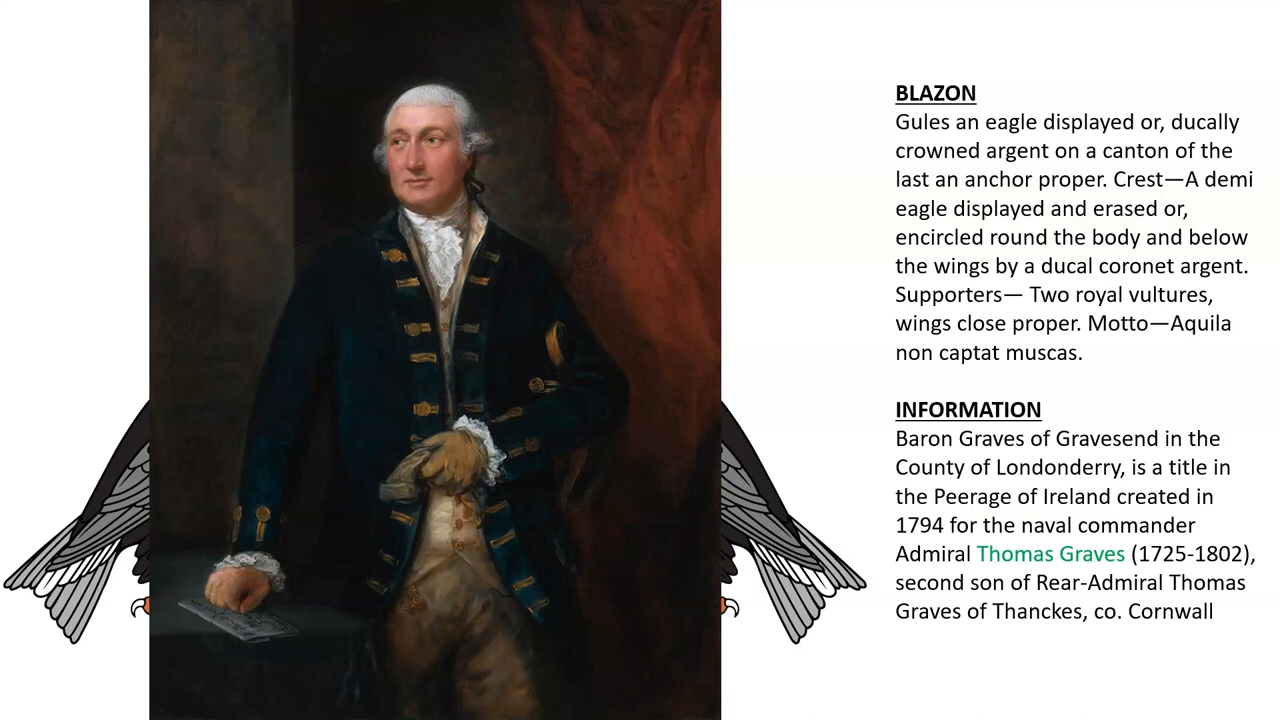 BLAZON
Gules an eagle displayed or, ducally
crowned argent on a canton of the
last an anchor proper. Crest—A demi
eagle displayed and erased or,
encircled round the body and below
the wings by a ducal coronet argent.
Supporters— Two royal vultures,
wings close proper. Motto—Aquila
non captat muscas.
INFORMATION
Baron Graves of Gravesend in the
County of Londonderry, is a title in
the Peerage of Ireland created in
1794 for the naval commander
Admiral Thomas Graves (1725-1802),
second son of Rear-Admiral Thomas
Graves of Thanckes, co. Cornwall